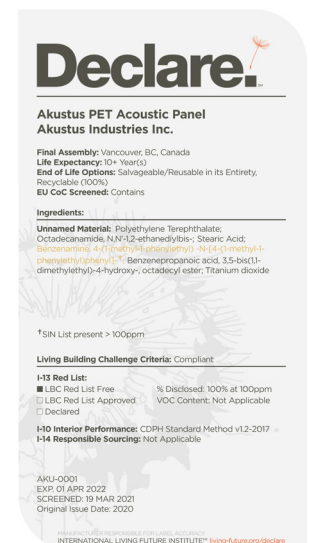 Declare.
Akustus PET Acoustic Panel
Akustus Industries Inc.
Final Assembly: Vancouver, BC, Canada
Life Expectancy: 10+ Year(s)
End of Life Options: Salvageable/Reusable in its Entirety,
Recyclable (100%)
EU CoC Screened: Contains
Ingredients:
Unnamed Material: Polyethylene Terephthalate;
Octadecanamide, N,N'-1,2-ethanediylbis-; Stearic Acid;
Benzenamine, 4-(1-methyl-1-phenylethyl) -N-[4-(1-methyl-1-
phenylethyl)phenyl]-†; Benzenepropanoic acid, 3,5-bis(1,1-
dimethylethyl)-4-hydroxy-, octadecyl ester; Titanium dioxide
†SIN List present > 100ppm
Living Building Challenge Criteria: Compliant
I-13 Red List:
■ LBC Red List Free % Disclosed: 100% at 100ppm
□ LBC Red List Approved VOC Content: Not Applicable
□ Declared
I-10 Interior Performance: CDPH Standard Method v1.2-2017
I-14 Responsible Sourcing: Not Applicable
AKU-0001
EXP. 01 APR 2022
SCREENED: 19 MAR 2021
Original Issue Date: 2020
MANUFACTURER RESPONSIBLE FOR LABEL ACCURACY
INTERNATIONAL LIVING FUTURE INSTITUTE™ living-future.org/declare